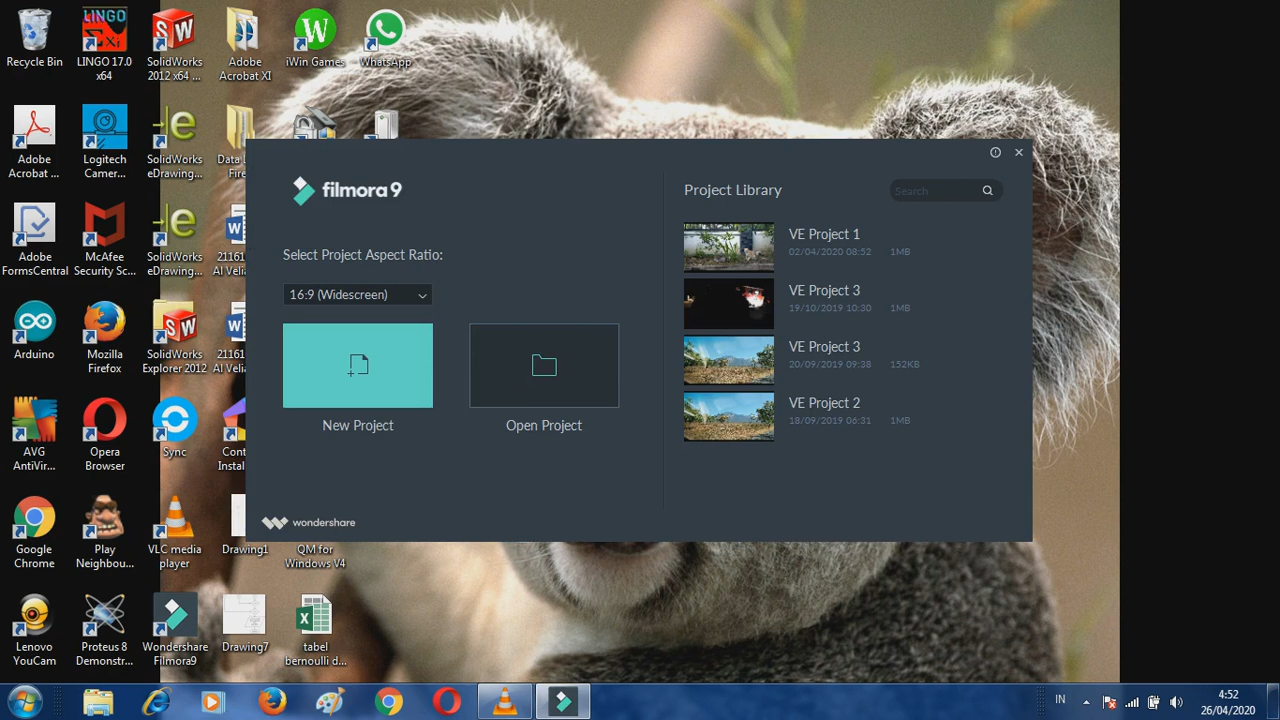 Recycle Bin
LINGO 17.0
x64
SolidWorks
2012 x64 ...
Adobe
Acrobat XI
iWin Games
WhatsApp
Adobe
Acrobat ...
Logitech
Camer...
SolidWorks
eDrawing...
Adobe
FormsCentral
McAfee
Security Sc...
SolidWorks
eDrawing...
Arduino
Mozilla
Firefox
SolidWorks
Explorer 2012
AVG
AntiVir...
Opera
Browser
Sync
Google
Chrome
Play
Neighbou...
VLC media
player
Drawing1
QM for
Windows V4
Lenovo
YouCam
Proteus 8
Demonstr...
Wondershare
Filmora9
Drawing7
tabel
bernoulli d...
filmora 9
Select Project Aspect Ratio:
16:9 (Widescreen)
New Project
Open Project
wondershare
Project Library
Search
VE Project 1
02/04/2020 08:52 1MB
VE Project 3
19/10/2019 10:30 1MB
VE Project 3
20/09/2019 09:38 152KB
VE Project 2
18/09/2019 06:31 1MB
IN
4:52
26/04/2020